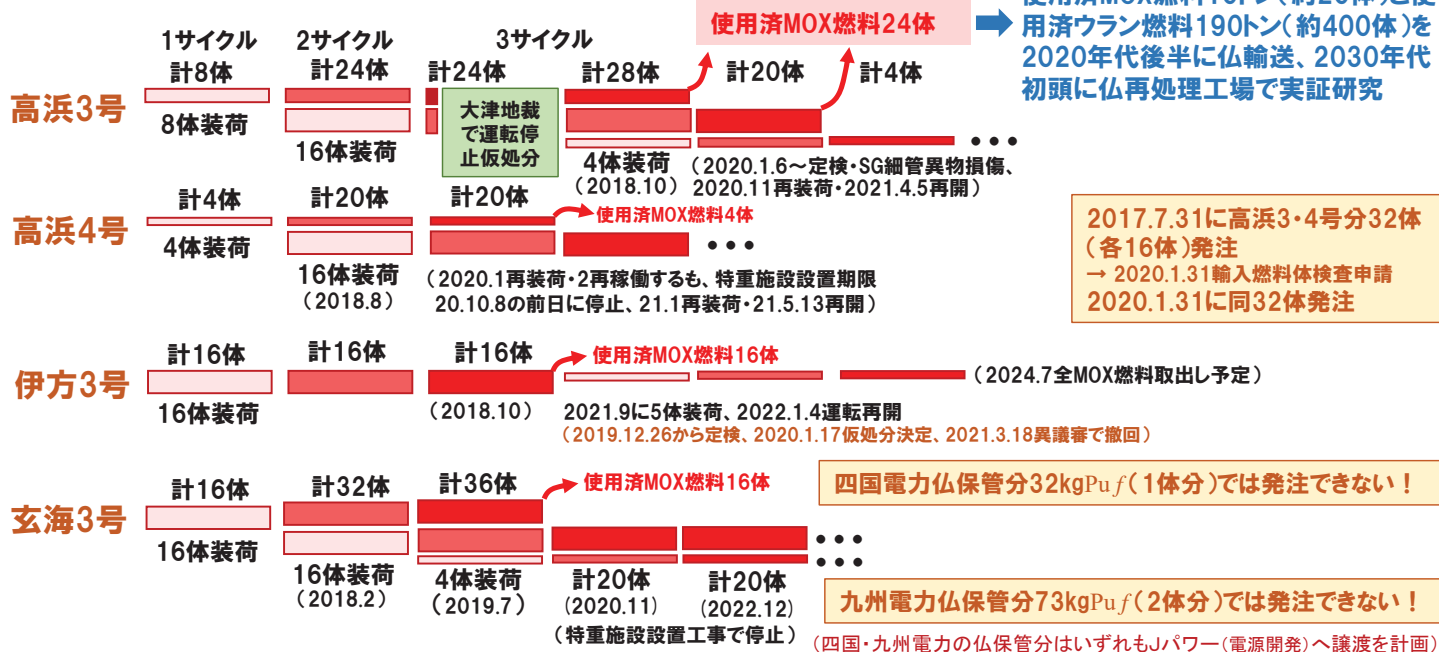 使用済MOX燃料24体
用済ウラン燃料190トン(約400体)を
2020年代後半に仏輸送、2030年代
初頭に仏再処理工場で実証研究
1サイクル
2サイクル
3サイクル
高浜3号
計8体
計24体
計24体
計28体
計20体
計4体
8体装荷
16体装荷
大津地裁
で運転停
止仮処分
4体装荷
(2018.10)
•••
(2020.1.6～定検・SG細管異物損傷、
2020.11再装荷・2021.4.5再開)
高浜4号
計4体
計20体
計20体
使用済MOX燃料4体
4体装荷
16体装荷
(2018.8)
•••
(2020.1再装荷・2再稼働するも、特重施設設置期限
20.10.8の前日に停止、21.1再装荷・21.5.13再開)
2017.7.31に高浜3・4号分32体
(各16体)発注
→ 2020.1.31輸入燃料体検査申請
2020.1.31に同32体発注
伊方3号
計16体
計16体
計16体
使用済MOX燃料16体
16体装荷
(2018.10)
(2024.7全MOX燃料取出し予定)
2021.9に5体装荷、2022.1.4運転再開
(2019.12.26から定検、2020.1.17仮処分決定、2021.3.18異議審で撤回)
玄海3号
計16体
計32体
計36体
使用済MOX燃料16体
四国電力仏保管分32kgPuf(1体分)では発注できない！
16体装荷
16体装荷
(2018.2)
4体装荷
(2019.7)
計20体
(2020.11)
計20体
(2022.12)
•••
•••
(特重施設設置工事で停止)
九州電力仏保管分73kgPuf(2体分)では発注できない！
(四国・九州電力の仏保管分はいずれもJパワー(電源開発)へ譲渡を計画)